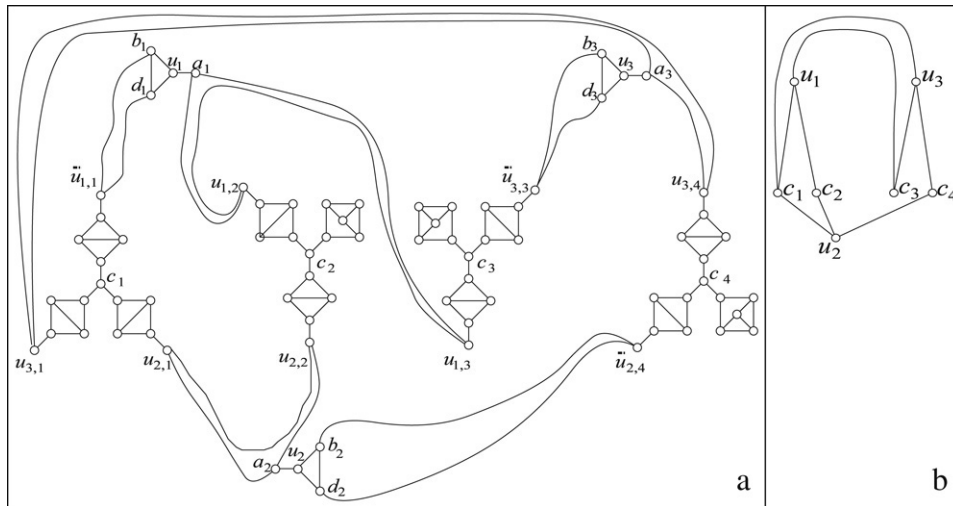 b₁ u₁ a₁
d₁
b₃ u₃ a₃
d₃
ü₁,₁ u₁,₂ ü₃,₃ u₃,₄
c₁ c₂ c₃ c₄
u₃,₁ u₂,₁ u₂,₂ u₁,₃ ü₂,₄
a₂ u₂ b₂
d₂
a
u₁ u₃
c₁ c₂ c₃ c₄
u₂
b